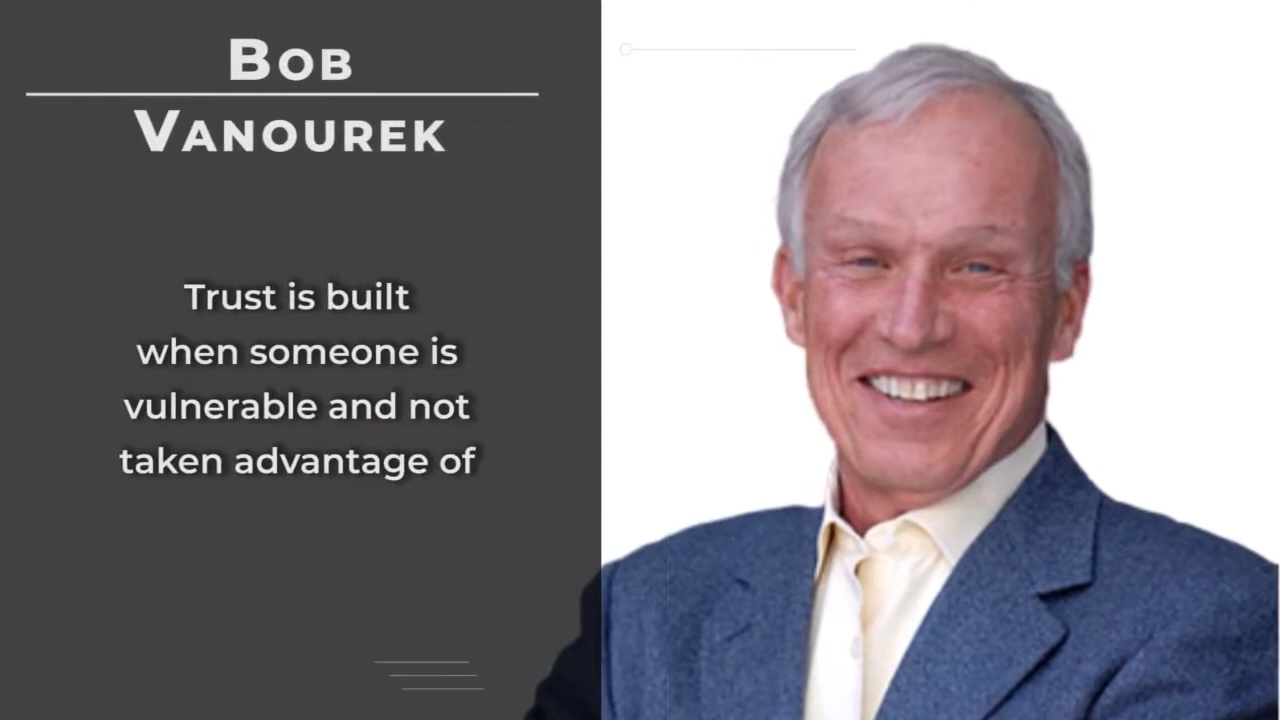 Bob
Vanourek
Trust is built
when someone is
vulnerable and not
taken advantage of